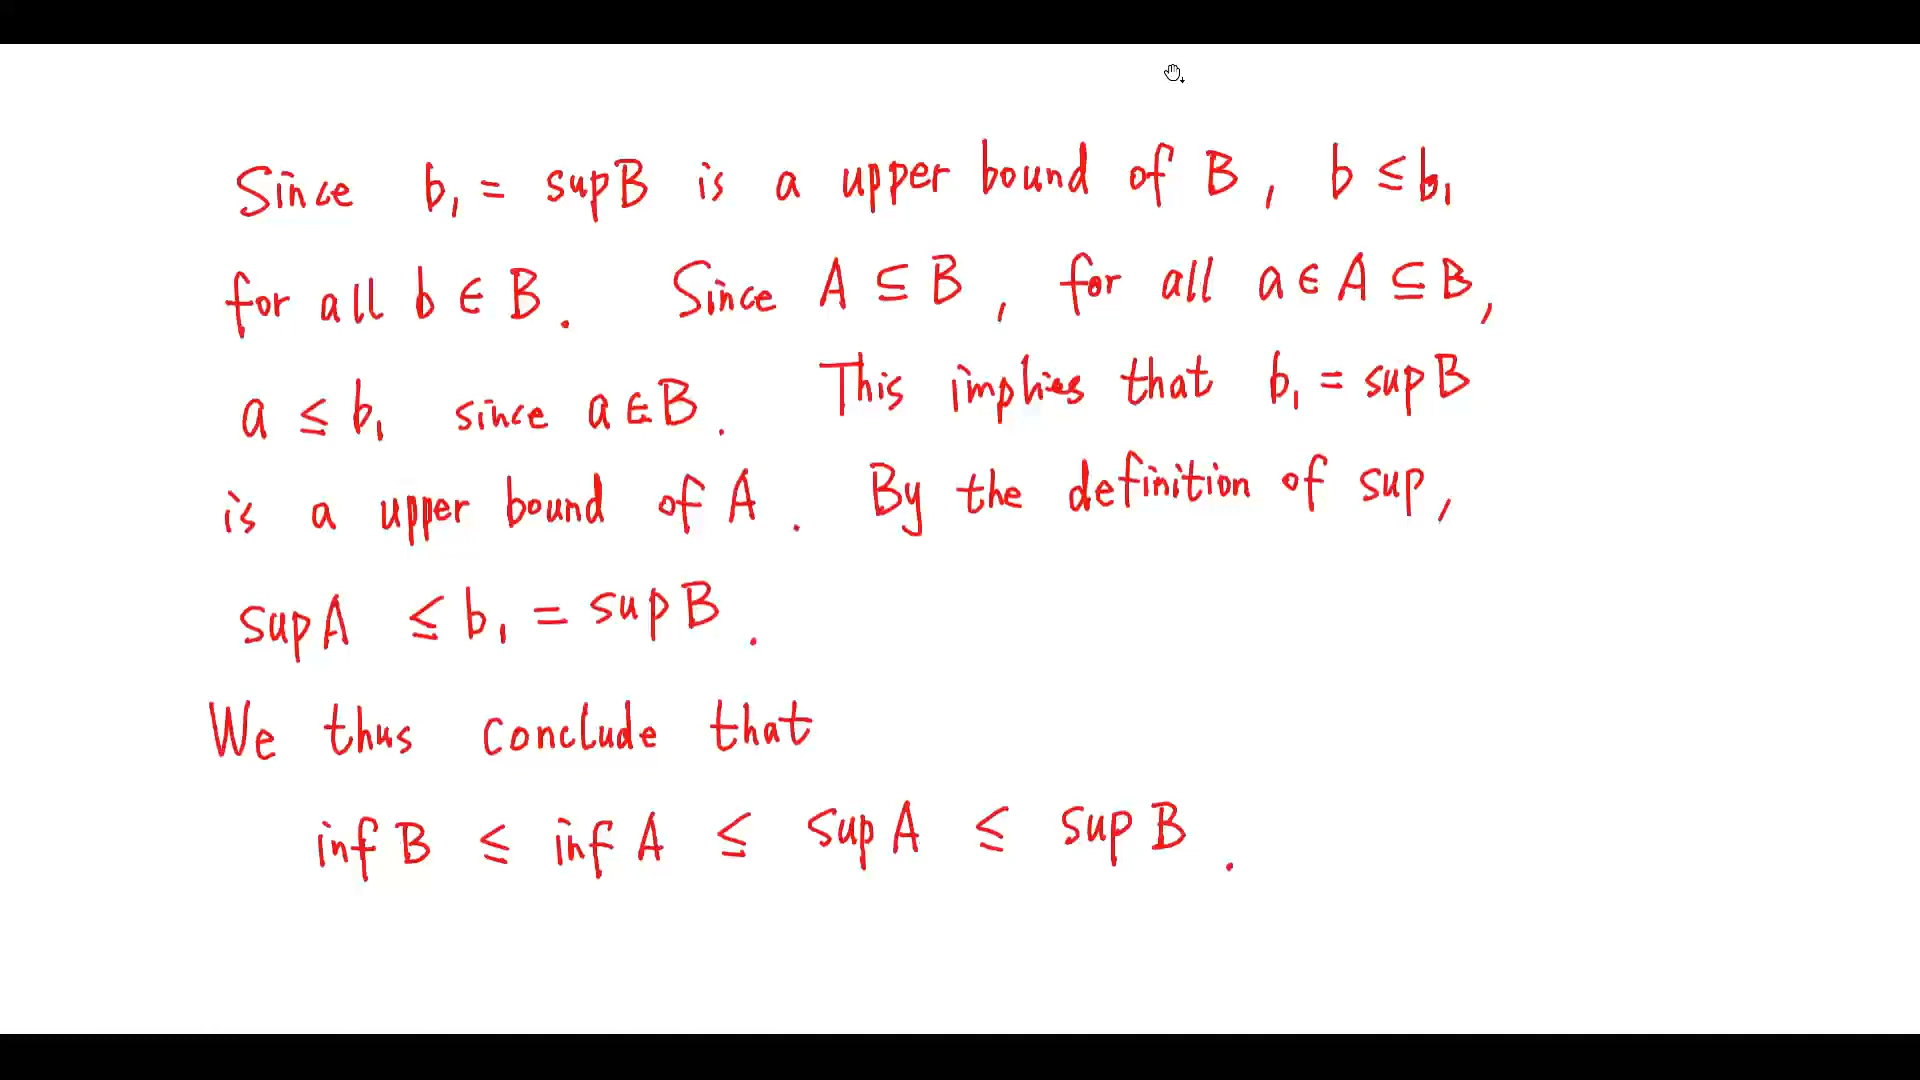 Since b₁ = sup B is a upper bound of B, b ≤ b₁
for all b ∈ B. Since A ⊆ B, for all a ∈ A ⊆ B,
a ≤ b₁ since a ∈ B. This implies that b₁ = sup B
is a upper bound of A. By the definition of sup,
sup A ≤ b₁ = sup B.
We thus conclude that
inf B ≤ inf A ≤ sup A ≤ sup B.